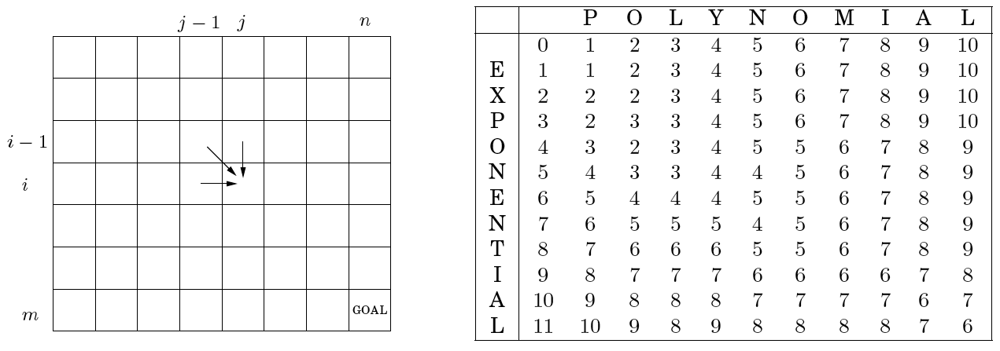 j − 1 j n
i − 1
i
m
GOAL
P O L Y N O M I A L
0 1 2 3 4 5 6 7 8 9 10
E 1 1 2 3 4 5 6 7 8 9 10
X 2 2 2 3 4 5 6 7 8 9 10
P 3 2 3 3 4 5 6 7 8 9 10
O 4 3 2 3 4 5 5 6 7 8 9
N 5 4 3 3 4 4 5 6 7 8 9
E 6 5 4 4 4 5 5 6 7 8 9
N 7 6 5 5 5 4 5 6 7 8 9
T 8 7 6 6 6 5 5 6 7 8 9
I 9 8 7 7 7 6 6 6 6 7 8
A 10 9 8 8 8 7 7 7 7 6 7
L 11 10 9 8 9 8 8 8 8 7 6